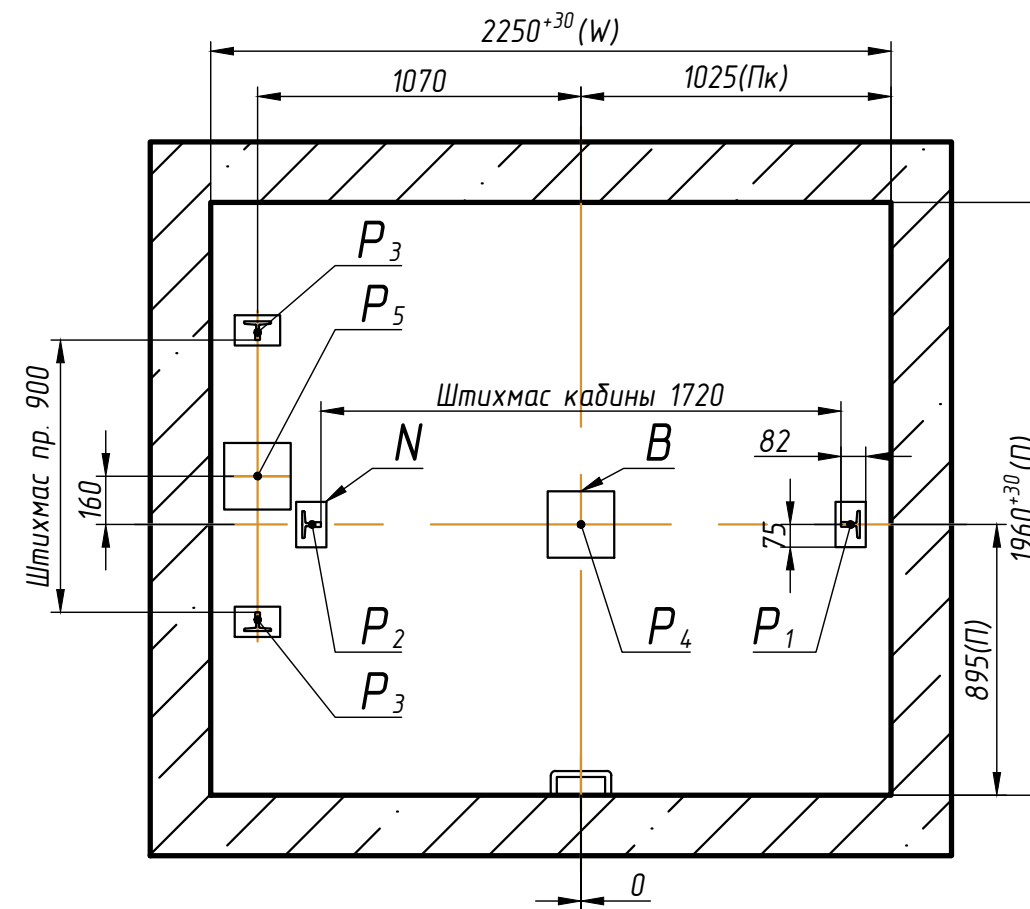 2250⁺³⁰(W)
1070
1025(Пк)
P₃
P₅
Штихмас кабины 1720
Штихмас пр. 900
N
B
82
160
75
1960⁺³⁰(П)
P₂
P₄
P₁
P₃
895(П)
0